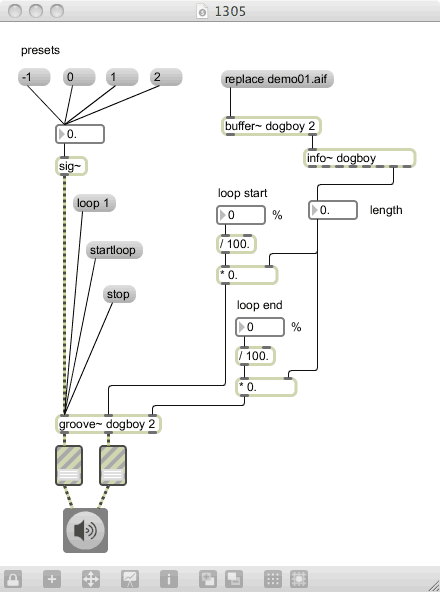 1305
presets
-1 0 1 2
replace demo01.aif
0.
buffer~ dogboy 2
sig~
info~ dogboy
loop start
loop 1
0 %
0. length
/ 100.
startloop
* 0.
stop
loop end
0 %
/ 100.
* 0.
groove~ dogboy 2